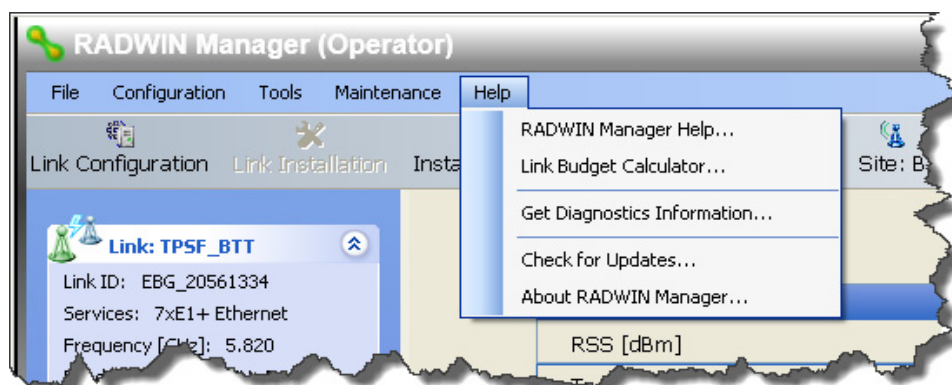 RADWIN Manager (Operator)
File Configuration Tools Maintenance Help
Link Configuration Link Installation Site:
RADWIN Manager Help...
Link Budget Calculator...
Get Diagnostics Information...
Check for Updates...
About RADWIN Manager...
Link: TPSF_BTT
Link ID: EBG_20561334
Services: 7xE1+ Ethernet
Frequency [GHz]: 5.820
RSS [dBm]